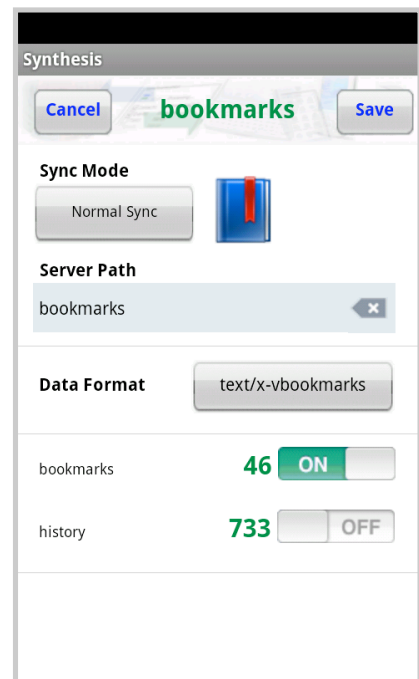 Synthesis
Cancel bookmarks Save
Sync Mode
Normal Sync
Server Path
bookmarks
Data Format text/x-vbookmarks
bookmarks 46 ON
history 733 OFF